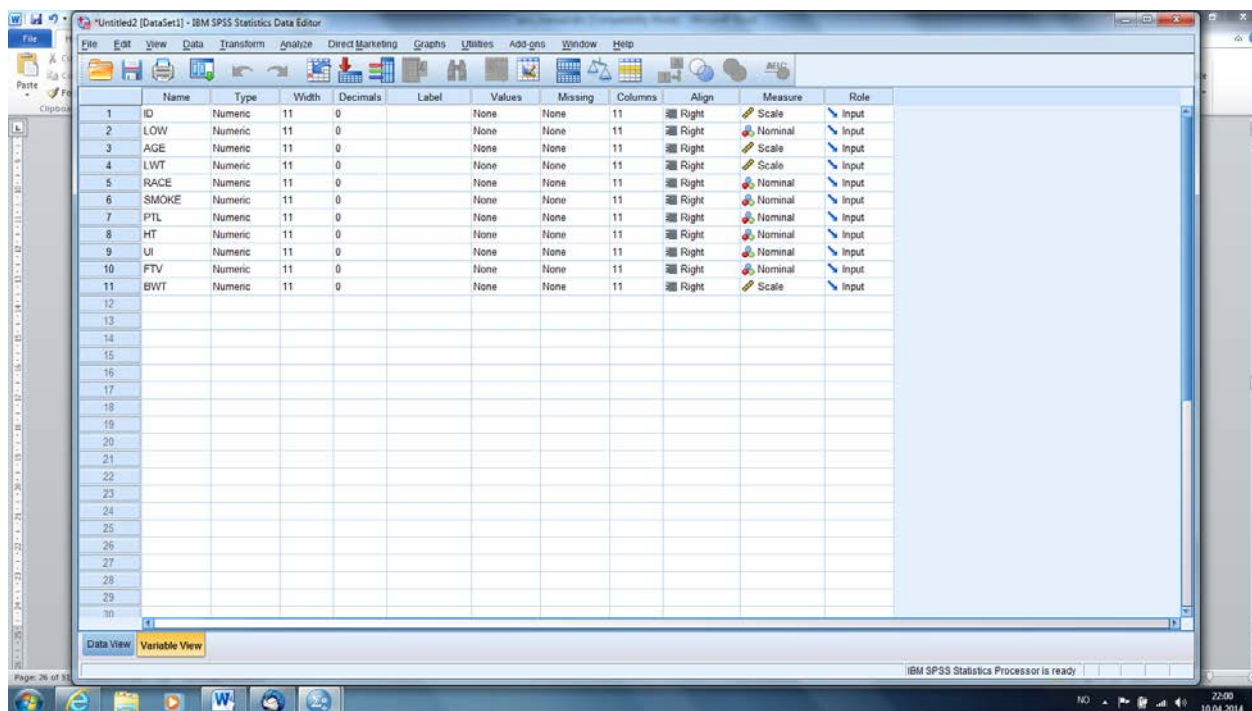 *Untitled2 [DataSet1] - IBM SPSS Statistics Data Editor
File
File Edit View Data Transform Analyze Direct Marketing Graphs Utilities Add-ons Window Help
Paste
Name Type Width Decimals Label Values Missing Columns Align Measure Role
1 ID Numeric 11 0 None None 11 Right Scale Input
2 LOW Numeric 11 0 None None 11 Right Nominal Input
3 AGE Numeric 11 0 None None 11 Right Scale Input
4 LWT Numeric 11 0 None None 11 Right Scale Input
5 RACE Numeric 11 0 None None 11 Right Nominal Input
6 SMOKE Numeric 11 0 None None 11 Right Nominal Input
7 PTL Numeric 11 0 None None 11 Right Nominal Input
8 HT Numeric 11 0 None None 11 Right Nominal Input
9 UI Numeric 11 0 None None 11 Right Nominal Input
10 FTV Numeric 11 0 None None 11 Right Nominal Input
11 BWT Numeric 11 0 None None 11 Right Scale Input
12
13
14
15
16
17
18
19
20
21
22
23
24
25
26
27
28
29
30
Data View Variable View
IBM SPSS Statistics Processor is ready
Page: 26 of 51
NO 22:00
10.04.2014